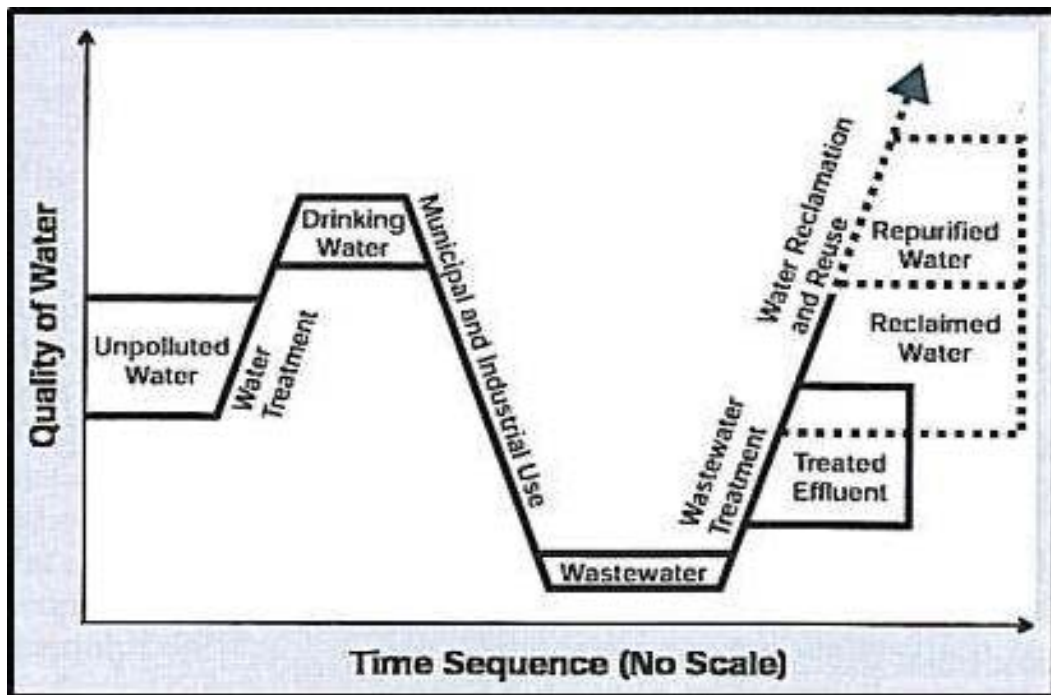 Quality of Water
Unpolluted
Water
Water
Treatment
Drinking
Water
Municipal and Industrial Use
Wastewater
Wastewater
Treatment
Water Reclamation
and Reuse
Repurified
Water
Reclaimed
Water
Treated
Effluent
Time Sequence (No Scale)